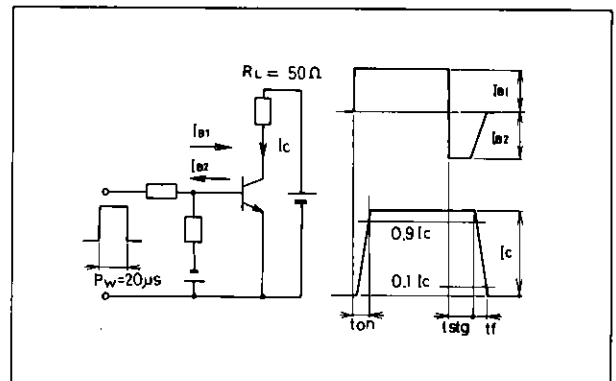 RL = 50Ω
IB1
IB2
Ic
Pw=20μs
IB1
IB2
0.9 Ic
0.1 Ic
Ic
ton
tstg
tf